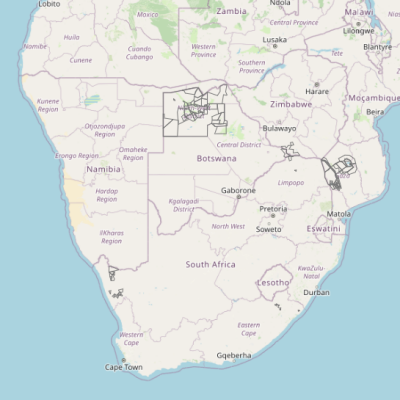 Lobito
Zambia
Ndola
Malawi
Moxico
Central Province
Lilongwe
Huíla
Lusaka
Namibe
Cuando
Cubango
Western
Province
Blantyre
Cunene
Southern
Province
Tete
Harare
Kunene
Region
Zimbabwe
Moçambique
Beira
Otjozondjupa
Region
Bulawayo
Omaheke
Region
Central District
Erongo Region
Botswana
Namibia
Limpopo
Hardap
Region
Kgalagadi
District
Gaborone
Pretoria
Matola
Soweto
North West
Eswatini
ǁKaras
Region
South Africa
KwaZulu-
Natal
Lesotho
Durban
Western
Cape
Eastern
Cape
Gqeberha
Cape Town